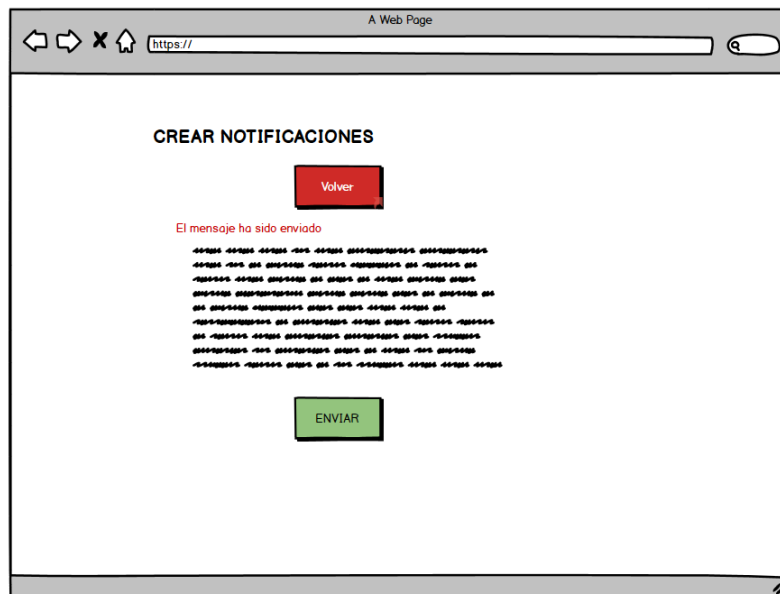 A Web Page
https://
CREAR NOTIFICACIONES
Volver
El mensaje ha sido enviado
ENVIAR